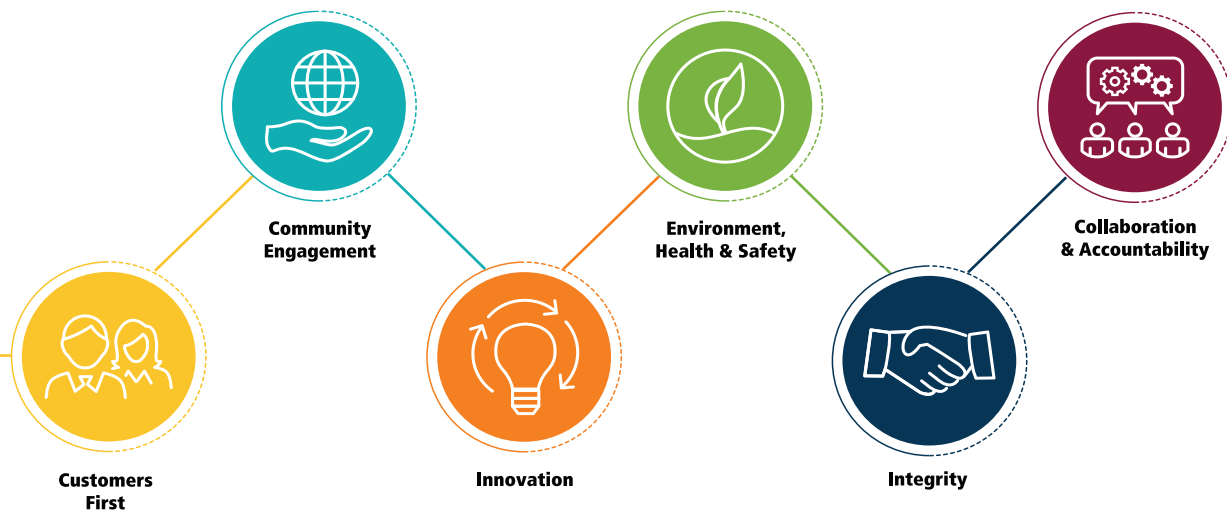 Customers
First
Community
Engagement
Innovation
Environment,
Health & Safety
Integrity
Collaboration
& Accountability